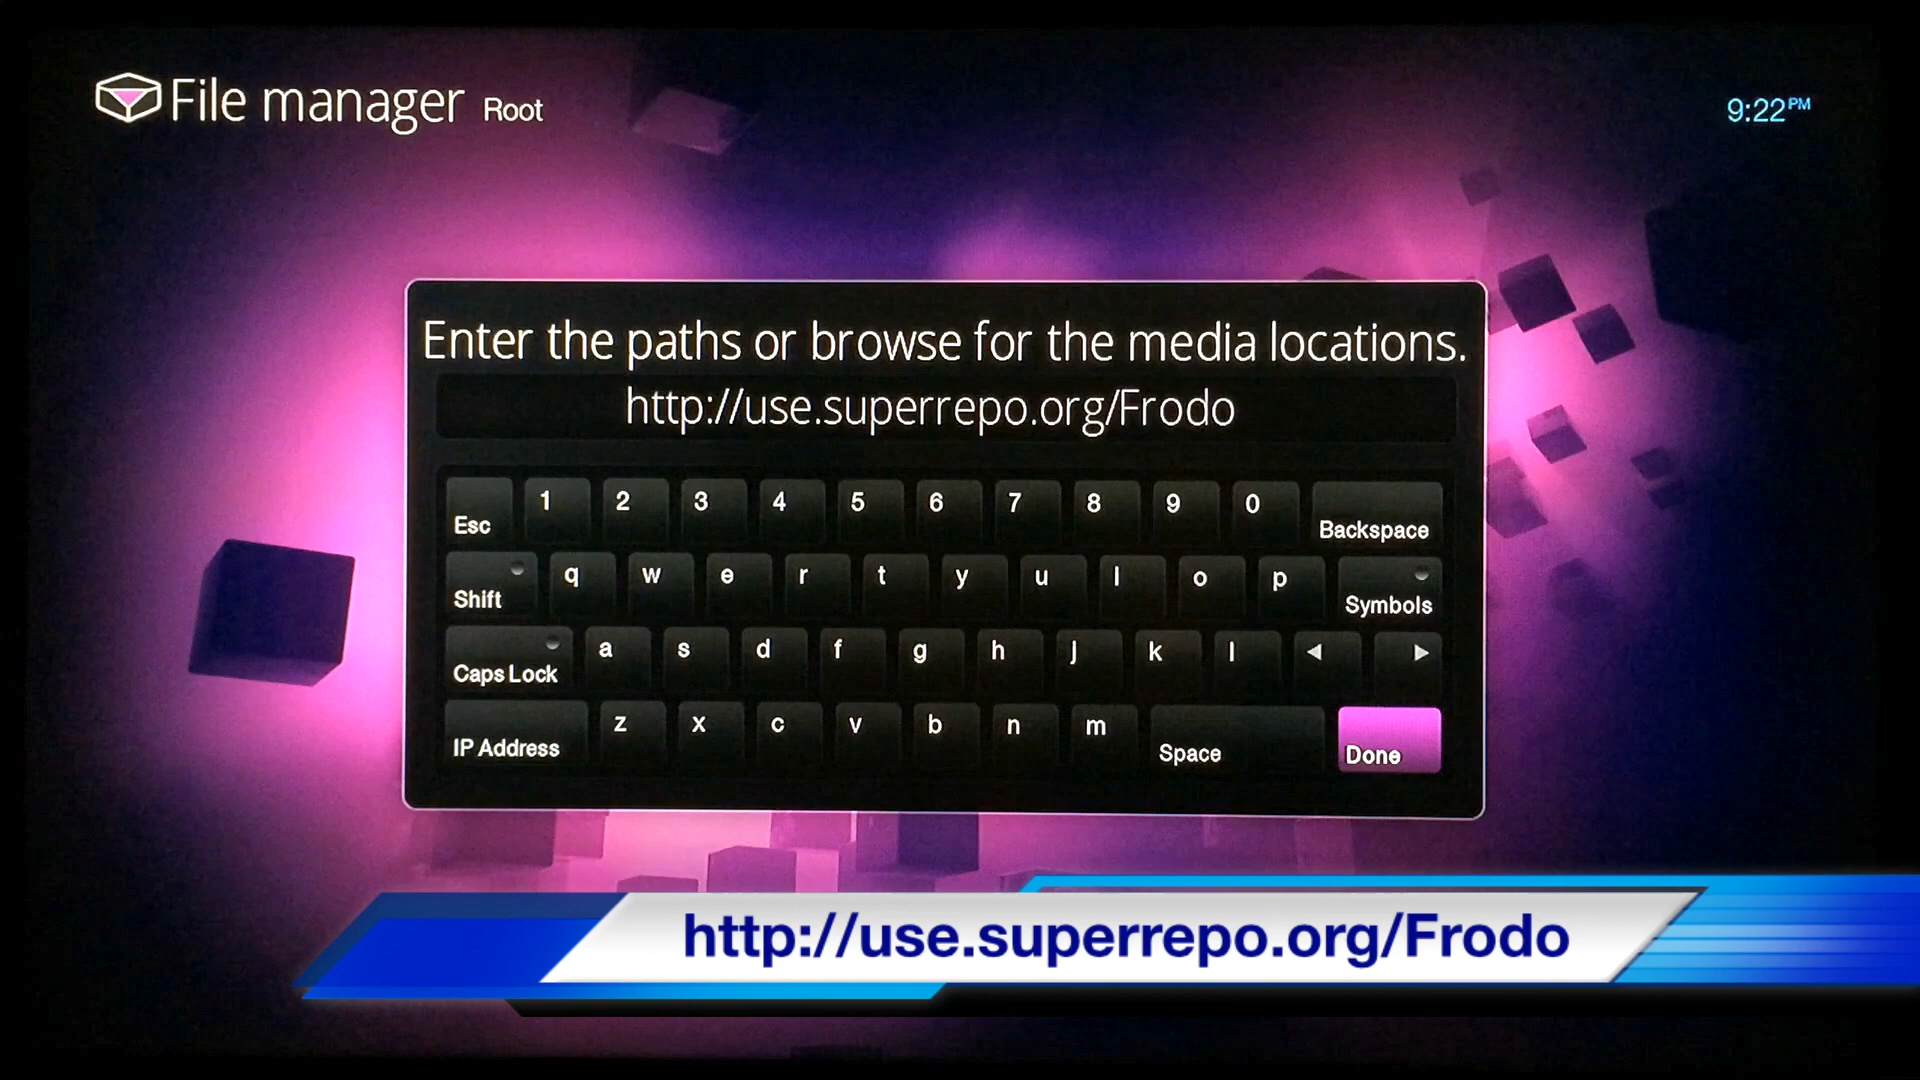 File manager Root
9:22PM
Enter the paths or browse for the media locations.
http://use.superrepo.org/Frodo
Esc 1 2 3 4 5 6 7 8 9 0 Backspace
Shift q w e r t y u I o p Symbols
Caps Lock a s d f g h j k l ◀ ▶
IP Address z x c v b n m Space Done
http://use.superrepo.org/Frodo